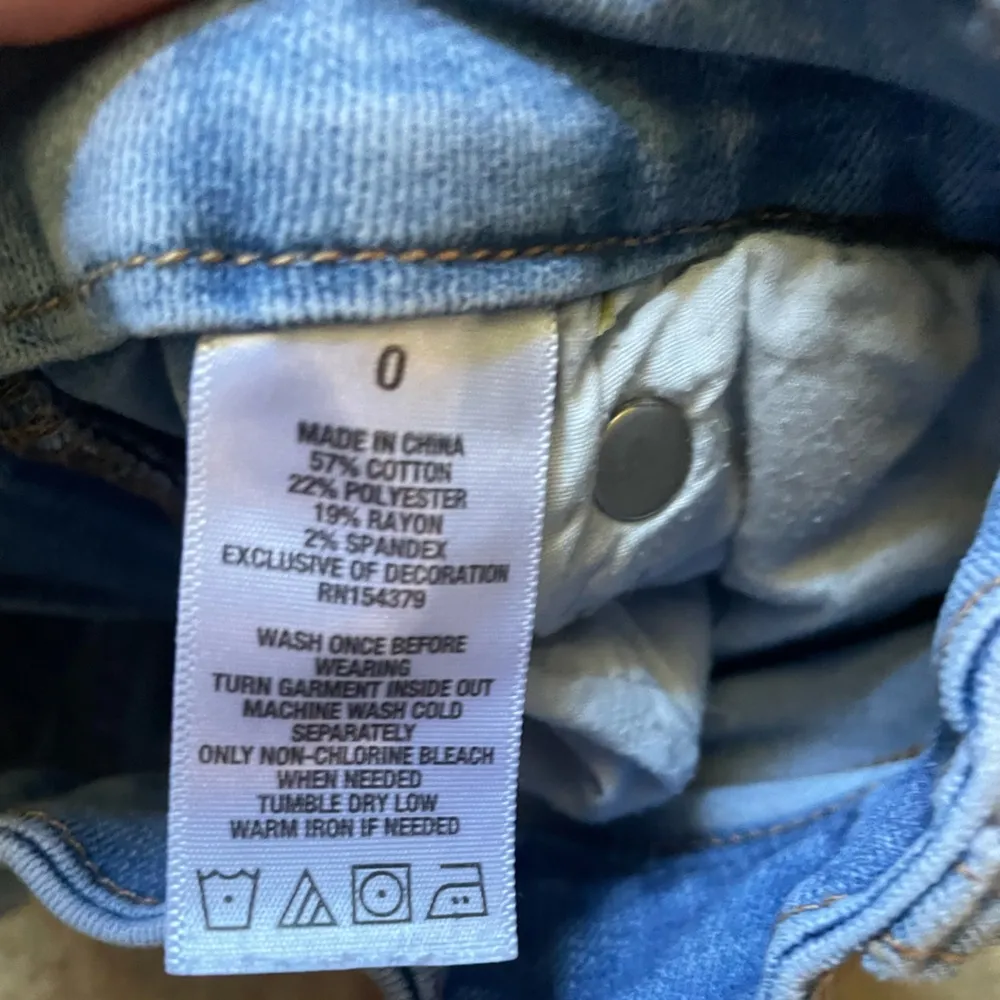 0
MADE IN CHINA
57% COTTON
22% POLYESTER
19% RAYON
2% SPANDEX
EXCLUSIVE OF DECORATION
RN154379
WASH ONCE BEFORE
WEARING
TURN GARMENT INSIDE OUT
MACHINE WASH COLD
SEPARATELY
ONLY NON-CHLORINE BLEACH
WHEN NEEDED
TUMBLE DRY LOW
WARM IRON IF NEEDED